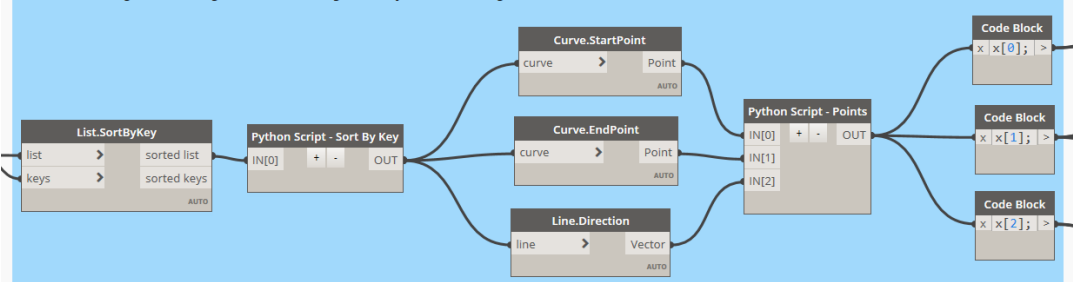 List.SortByKey
list > sorted list
keys > sorted keys
AUTO
Python Script - Sort By Key
IN[0] + - OUT
Curve.StartPoint
curve > Point
AUTO
Curve.EndPoint
curve > Point
AUTO
Line.Direction
line > Vector
AUTO
Python Script - Points
IN[0] + - OUT
IN[1]
IN[2]
Code Block
x x[0]; >
Code Block
x x[1]; >
Code Block
x x[2]; >